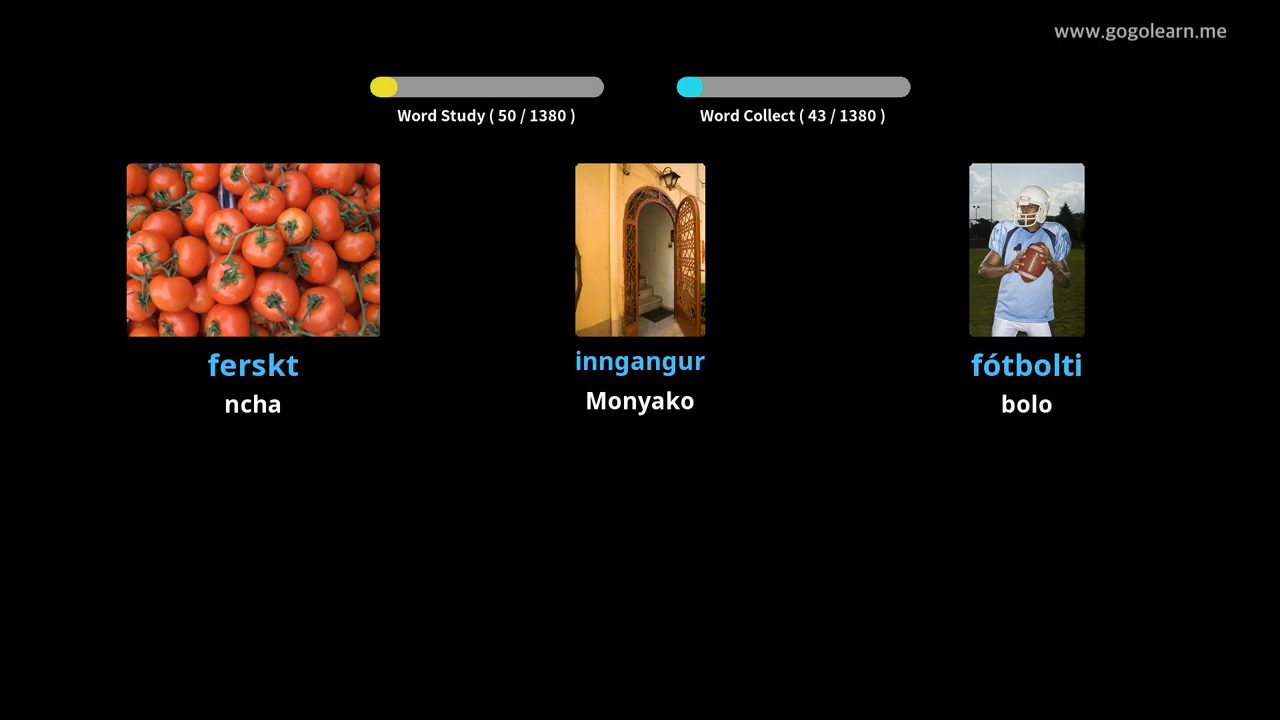 www.gogolearn.me
Word Study ( 50 / 1380 )
Word Collect ( 43 / 1380 )
ferskt
ncha
inngangur
Monyako
fótbolti
bolo